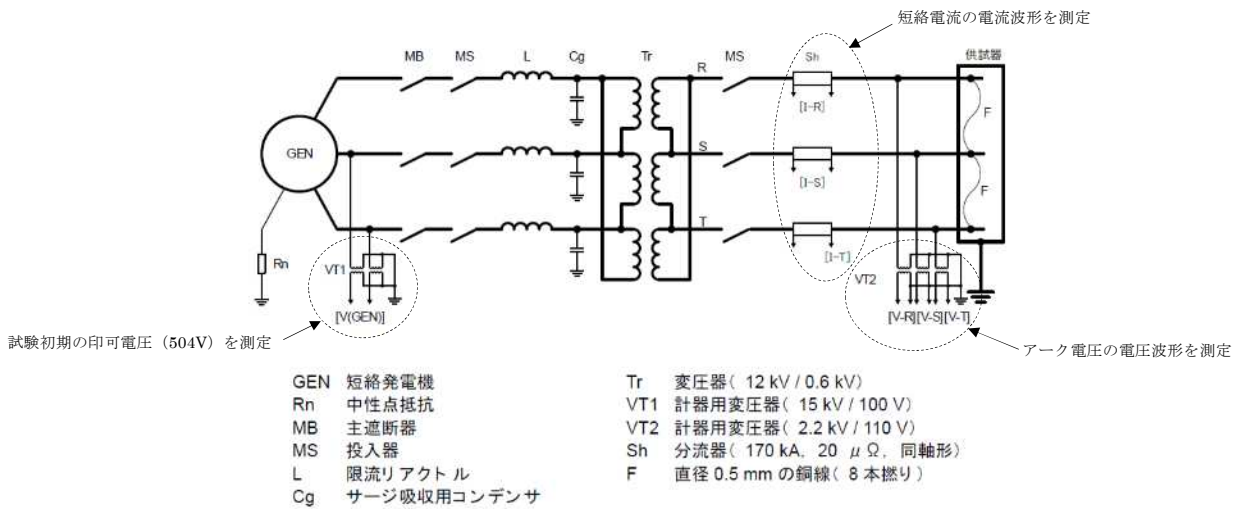 短絡電流の電流波形を測定
MB MS L Cg Tr R MS Sh 供試器
[I-R] F
GEN S
[I-S] F
T
Rn VT1 [I-T] VT2
[V(GEN)] [V-R][V-S][V-T]
試験初期の印可電圧（504V）を測定
アーク電圧の電圧波形を測定
GEN 短絡発電機
Rn 中性点抵抗
MB 主遮断器
MS 投入器
L 限流リアクトル
Cg サージ吸収用コンデンサ
Tr 変圧器( 12 kV / 0.6 kV)
VT1 計器用変圧器( 15 kV / 100 V)
VT2 計器用変圧器( 2.2 kV / 110 V)
Sh 分流器( 170 kA, 20 μΩ, 同軸形)
F 直径 0.5 mm の銅線( 8 本撚り)